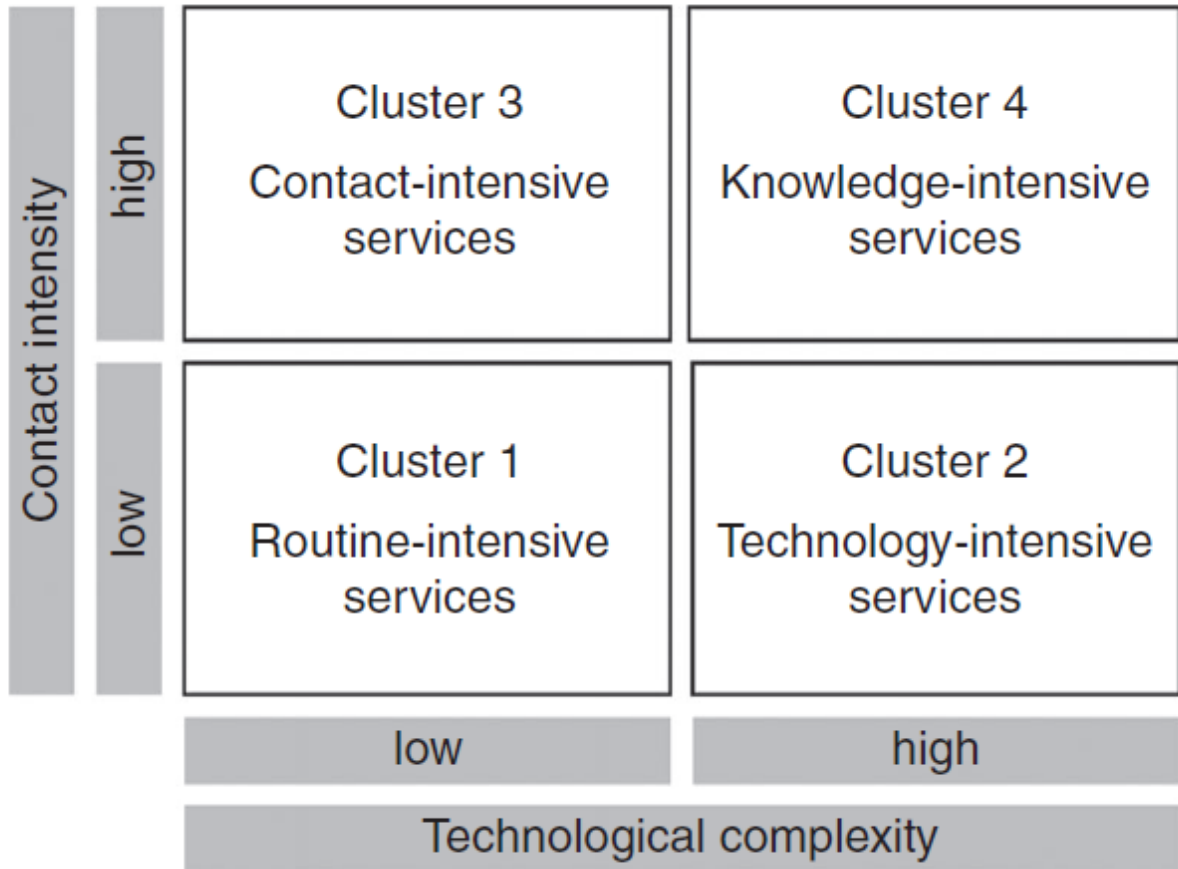 Contact intensity
high
Cluster 3
Contact-intensive
services
Cluster 4
Knowledge-intensive
services
low
Cluster 1
Routine-intensive
services
Cluster 2
Technology-intensive
services
low
high
Technological complexity